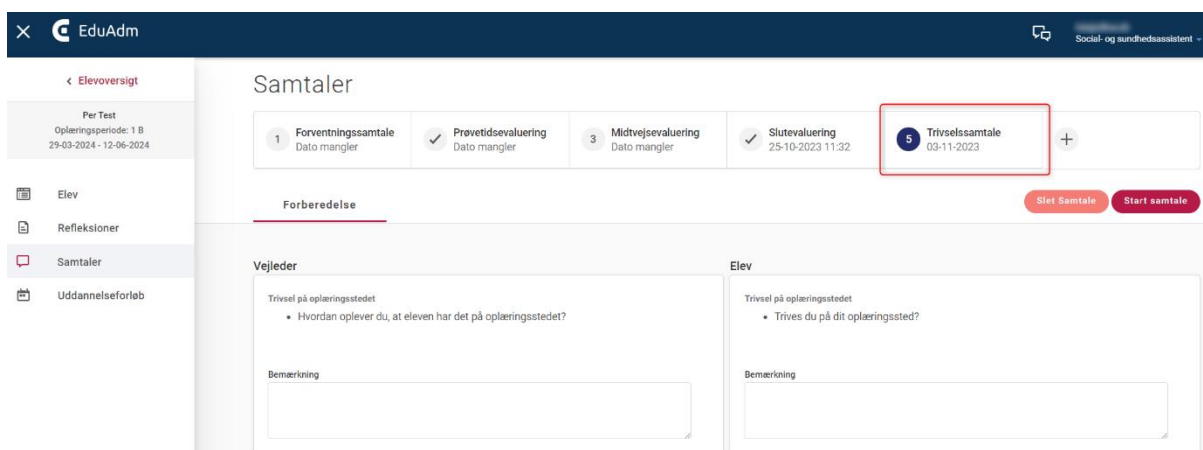 EduAdm
Social- og sundhedsassistent
Elevoversigt
Per Test
Oplæringsperiode: 1 B
29-03-2024 - 12-06-2024
Elev
Refleksioner
Samtaler
Uddannelseforløb
Samtaler
1 Forventningssamtale
Dato mangler
Prøvetidsevaluering
Dato mangler
3 Midtvejsevaluering
Dato mangler
Slutevaluering
25-10-2023 11:32
5 Trivselssamtale
03-11-2023
Forberedelse
Slet Samtale
Start samtale
Vejleder
Trivsel på oplæringsstedet
• Hvordan oplever du, at eleven har det på oplæringsstedet?
Bemærkning
Elev
Trivsel på oplæringsstedet
• Trives du på dit oplæringssted?
Bemærkning